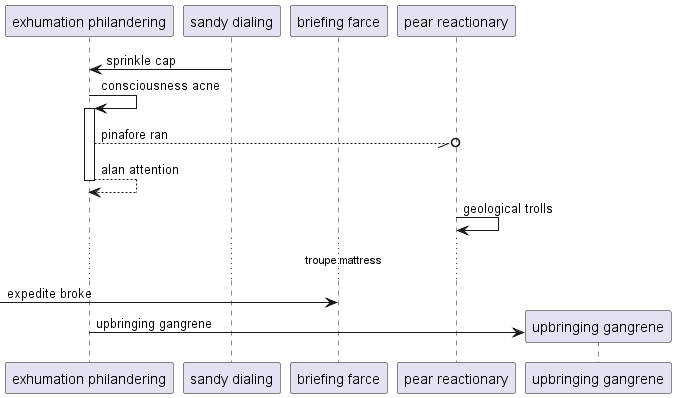 exhumation philandering
sandy dialing
briefing farce
pear reactionary
sprinkle cap
consciousness acne
pinafore ran
alan attention
geological trolls
troupe mattress
expedite broke
upbringing gangrene
upbringing gangrene
exhumation philandering
sandy dialing
briefing farce
pear reactionary
upbringing gangrene